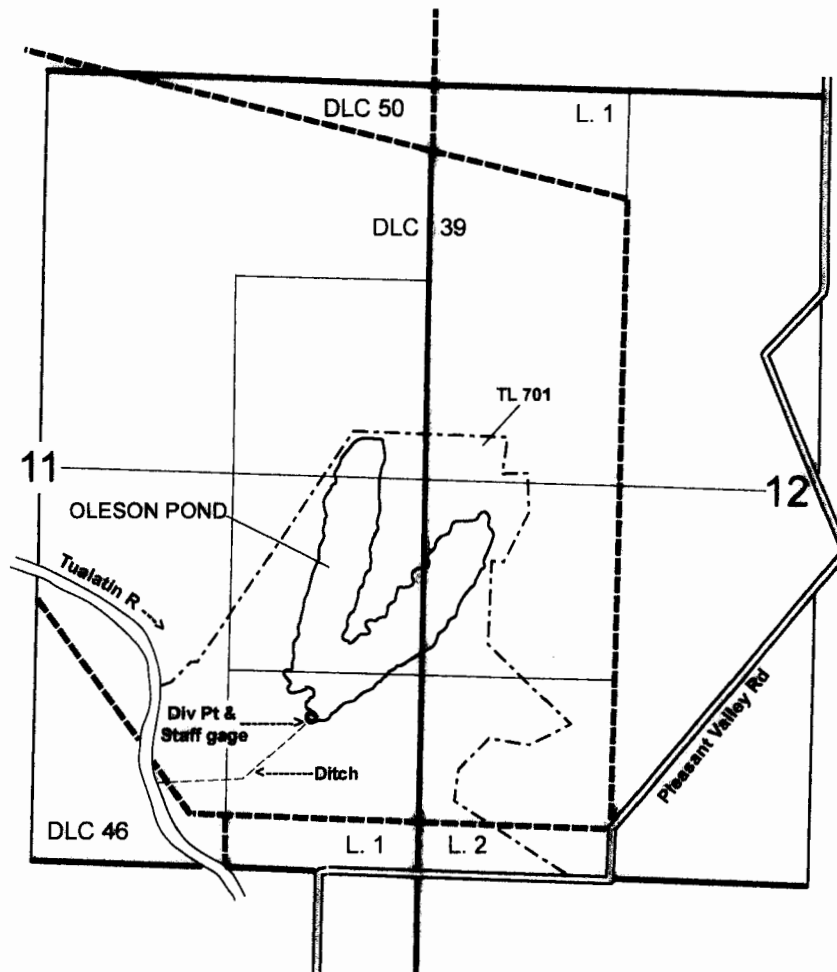 DLC 50
L. 1
DLC 39
TL 701
11
12
OLESON POND
Tualatin R
Div Pt &
Staff gage
Ditch
Pleasant Valley Rd
DLC 46
L. 1
L. 2